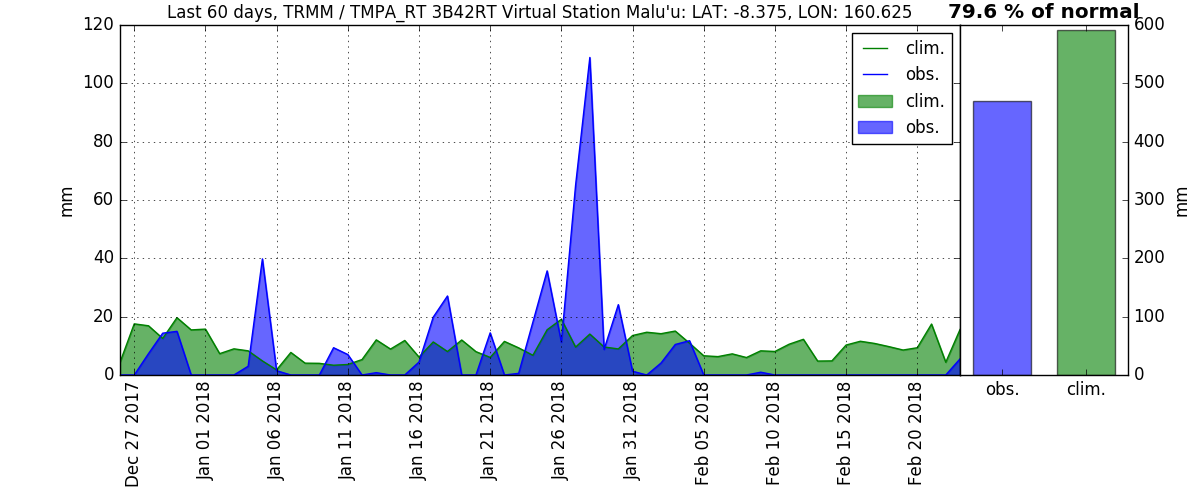 Last 60 days, TRMM / TMPA_RT 3B42RT Virtual Station Malu'u: LAT: -8.375, LON: 160.625
79.6 % of normal
120
100
80
60
40
20
0
mm
clim.
obs.
clim.
obs.
600
500
400
300
200
100
0
mm
Dec 27 2017
Jan 01 2018
Jan 06 2018
Jan 11 2018
Jan 16 2018
Jan 21 2018
Jan 26 2018
Jan 31 2018
Feb 05 2018
Feb 10 2018
Feb 15 2018
Feb 20 2018
obs.
clim.